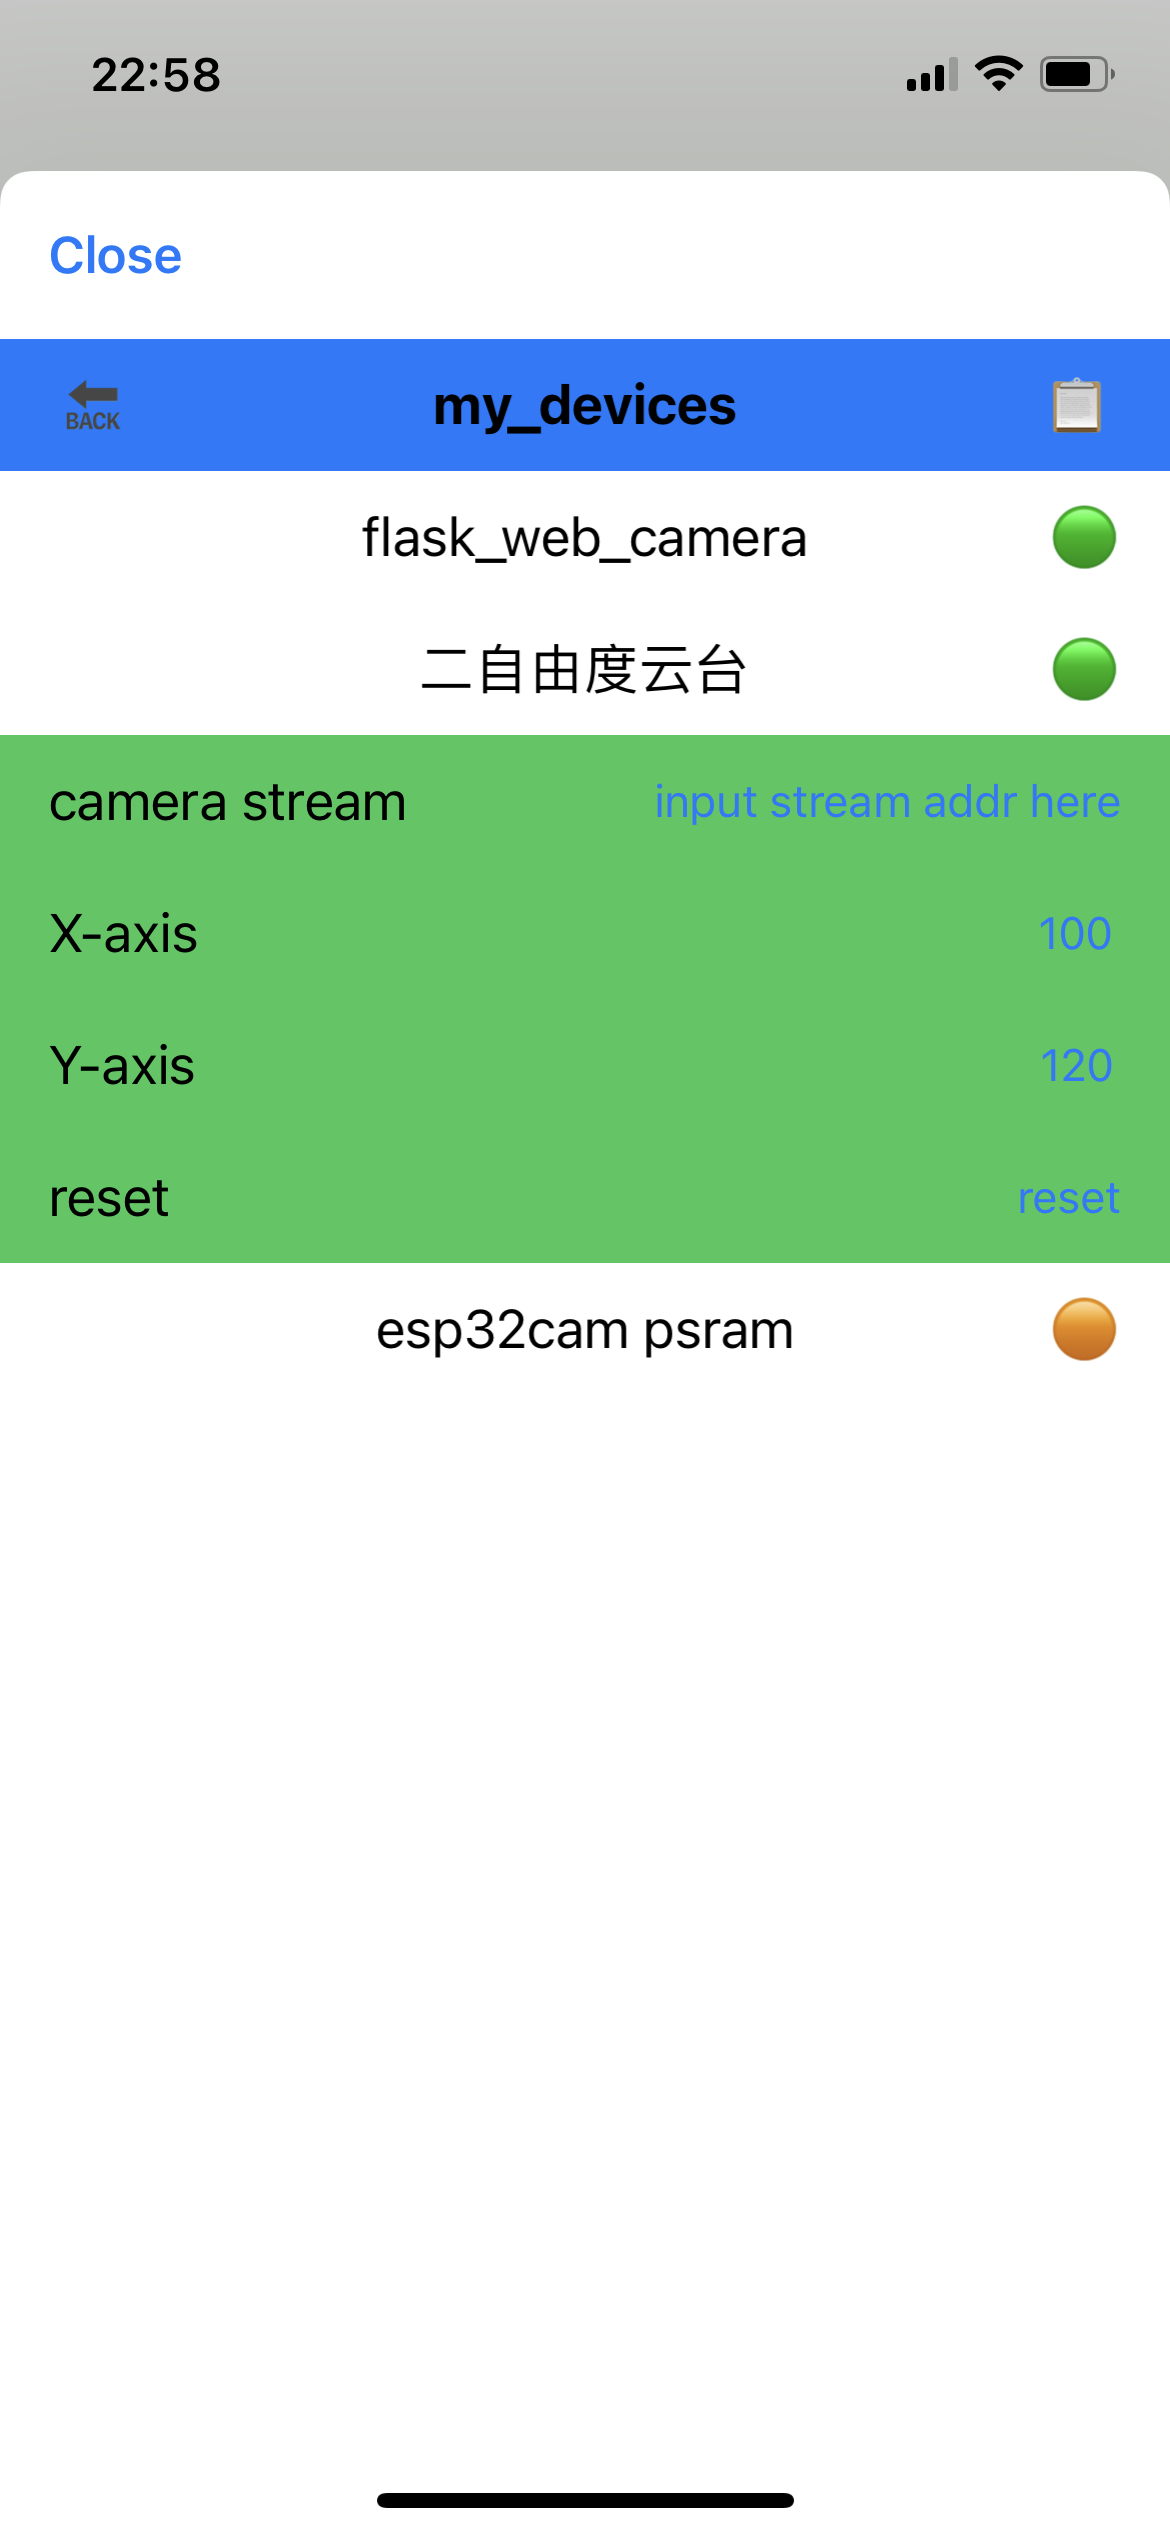 22:58
Close
BACK
my_devices
flask_web_camera
二自由度云台
camera stream
input stream addr here
X-axis
100
Y-axis
120
reset
reset
esp32cam psram